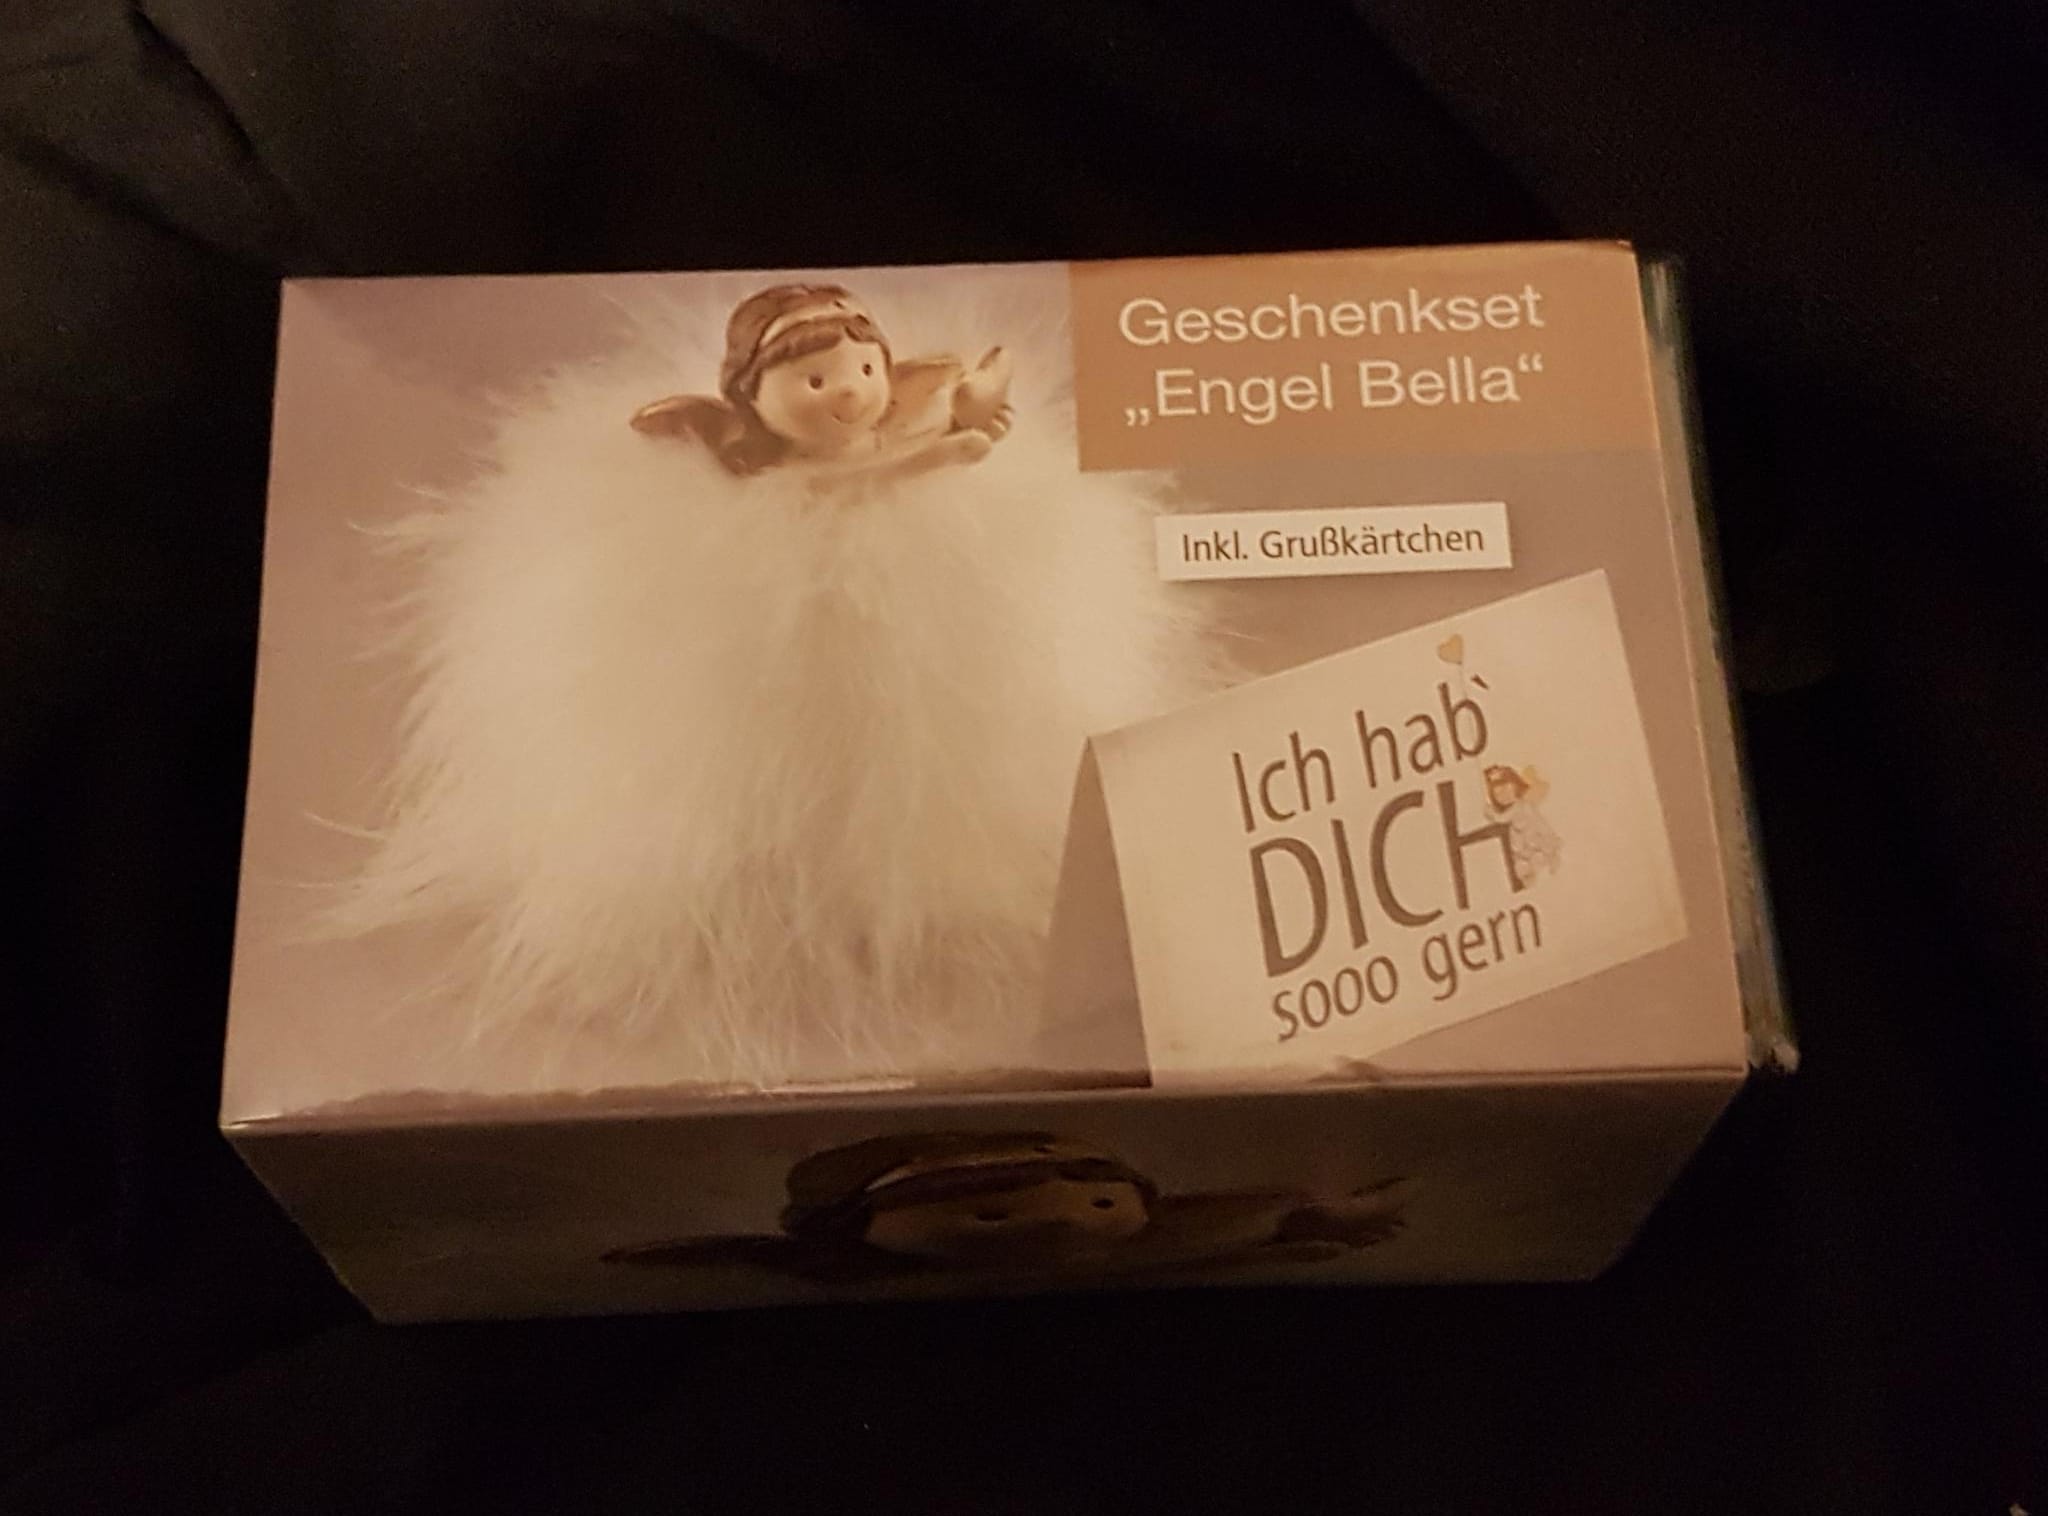 Geschenkset
„Engel Bella“
Inkl. Grußkärtchen
Ich hab`
DICH
sooo gern